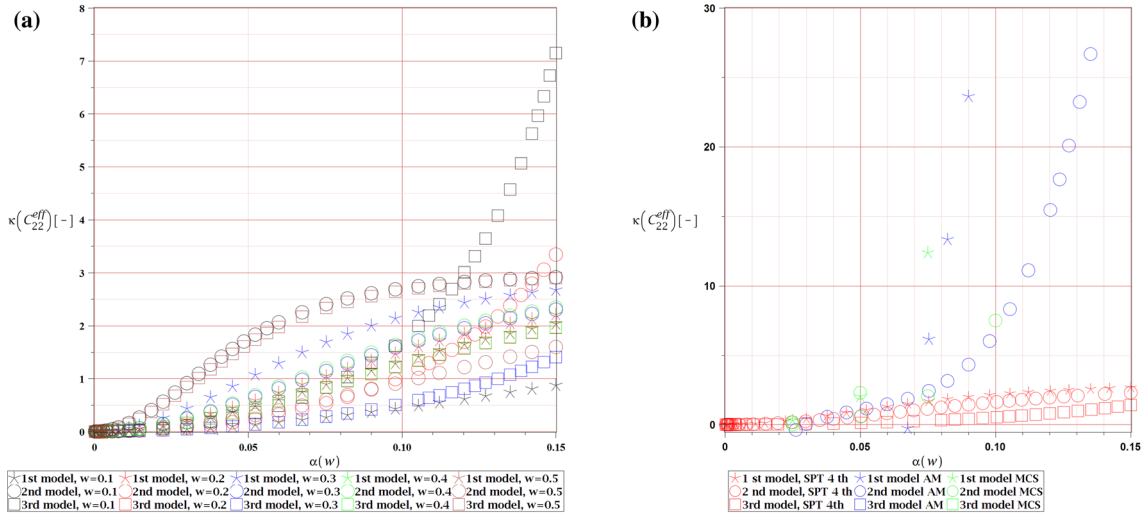 (a)
8
7
6
5
4
κ(C22^eff) [ - ]
3
2
1
0
0 0.05 0.10 0.15
α(w)
1st model, w=0.1 1st model, w=0.2 1st model, w=0.3 1st model, w=0.4 1st model, w=0.5
2nd model, w=0.1 2nd model, w=0.2 2nd model, w=0.3 2nd model, w=0.4 2nd model, w=0.5
3rd model, w=0.1 3rd model, w=0.2 3rd model, w=0.3 3rd model, w=0.4 3rd model, w=0.5
(b)
30
20
κ(C22^eff) [ - ]
10
0
0 0.05 0.10 0.15
α(w)
1 st model, SPT 4 th 1st model AM 1st model MCS
2 nd model, SPT 4 th 2nd model AM 2nd model MCS
3rd model, SPT 4th 3rd model AM 3rd model MCS